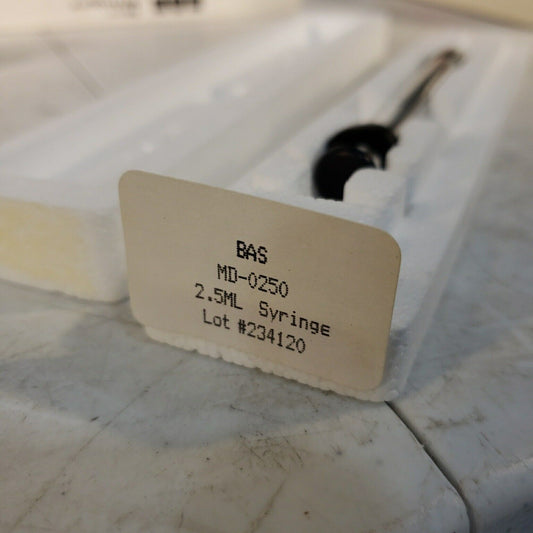 BAS
MD-0250
2.5ML Syringe
Lot #234120